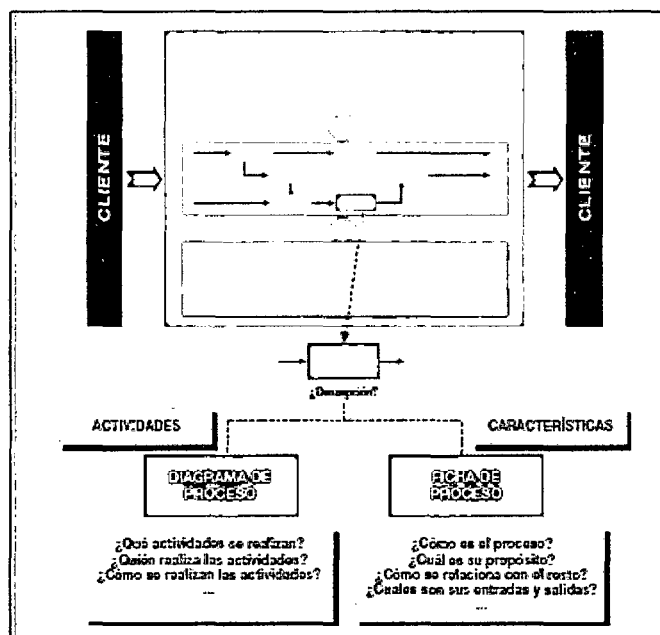 CLIENTE
CLIENTE
¿Descripción?
ACTIVIDADES
CARACTERÍSTICAS
DIAGRAMA DE
PROCESO
FICHA DE
PROCESO
¿Qué actividades se realizan?
¿Quién realiza las actividades?
¿Cómo se realizan las actividades?
...
¿Cómo es el proceso?
¿Cuál es su propósito?
¿Cómo se relaciona con el resto?
¿Cuales son sus entradas y salidas?
...